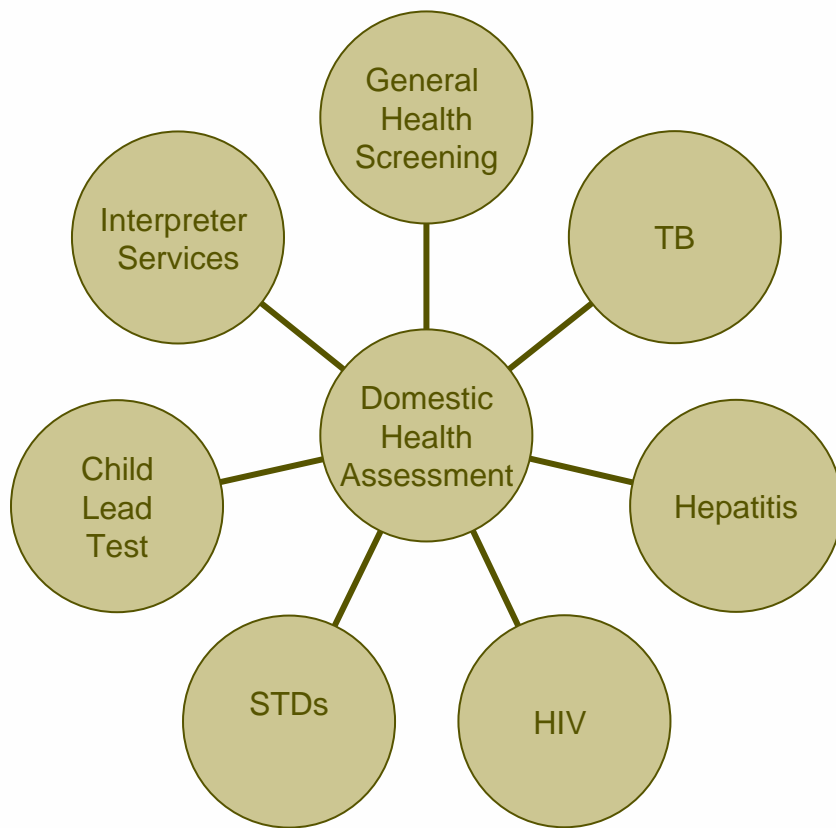 General
Health
Screening
TB
Hepatitis
HIV
STDs
Child
Lead
Test
Interpreter
Services
Domestic
Health
Assessment